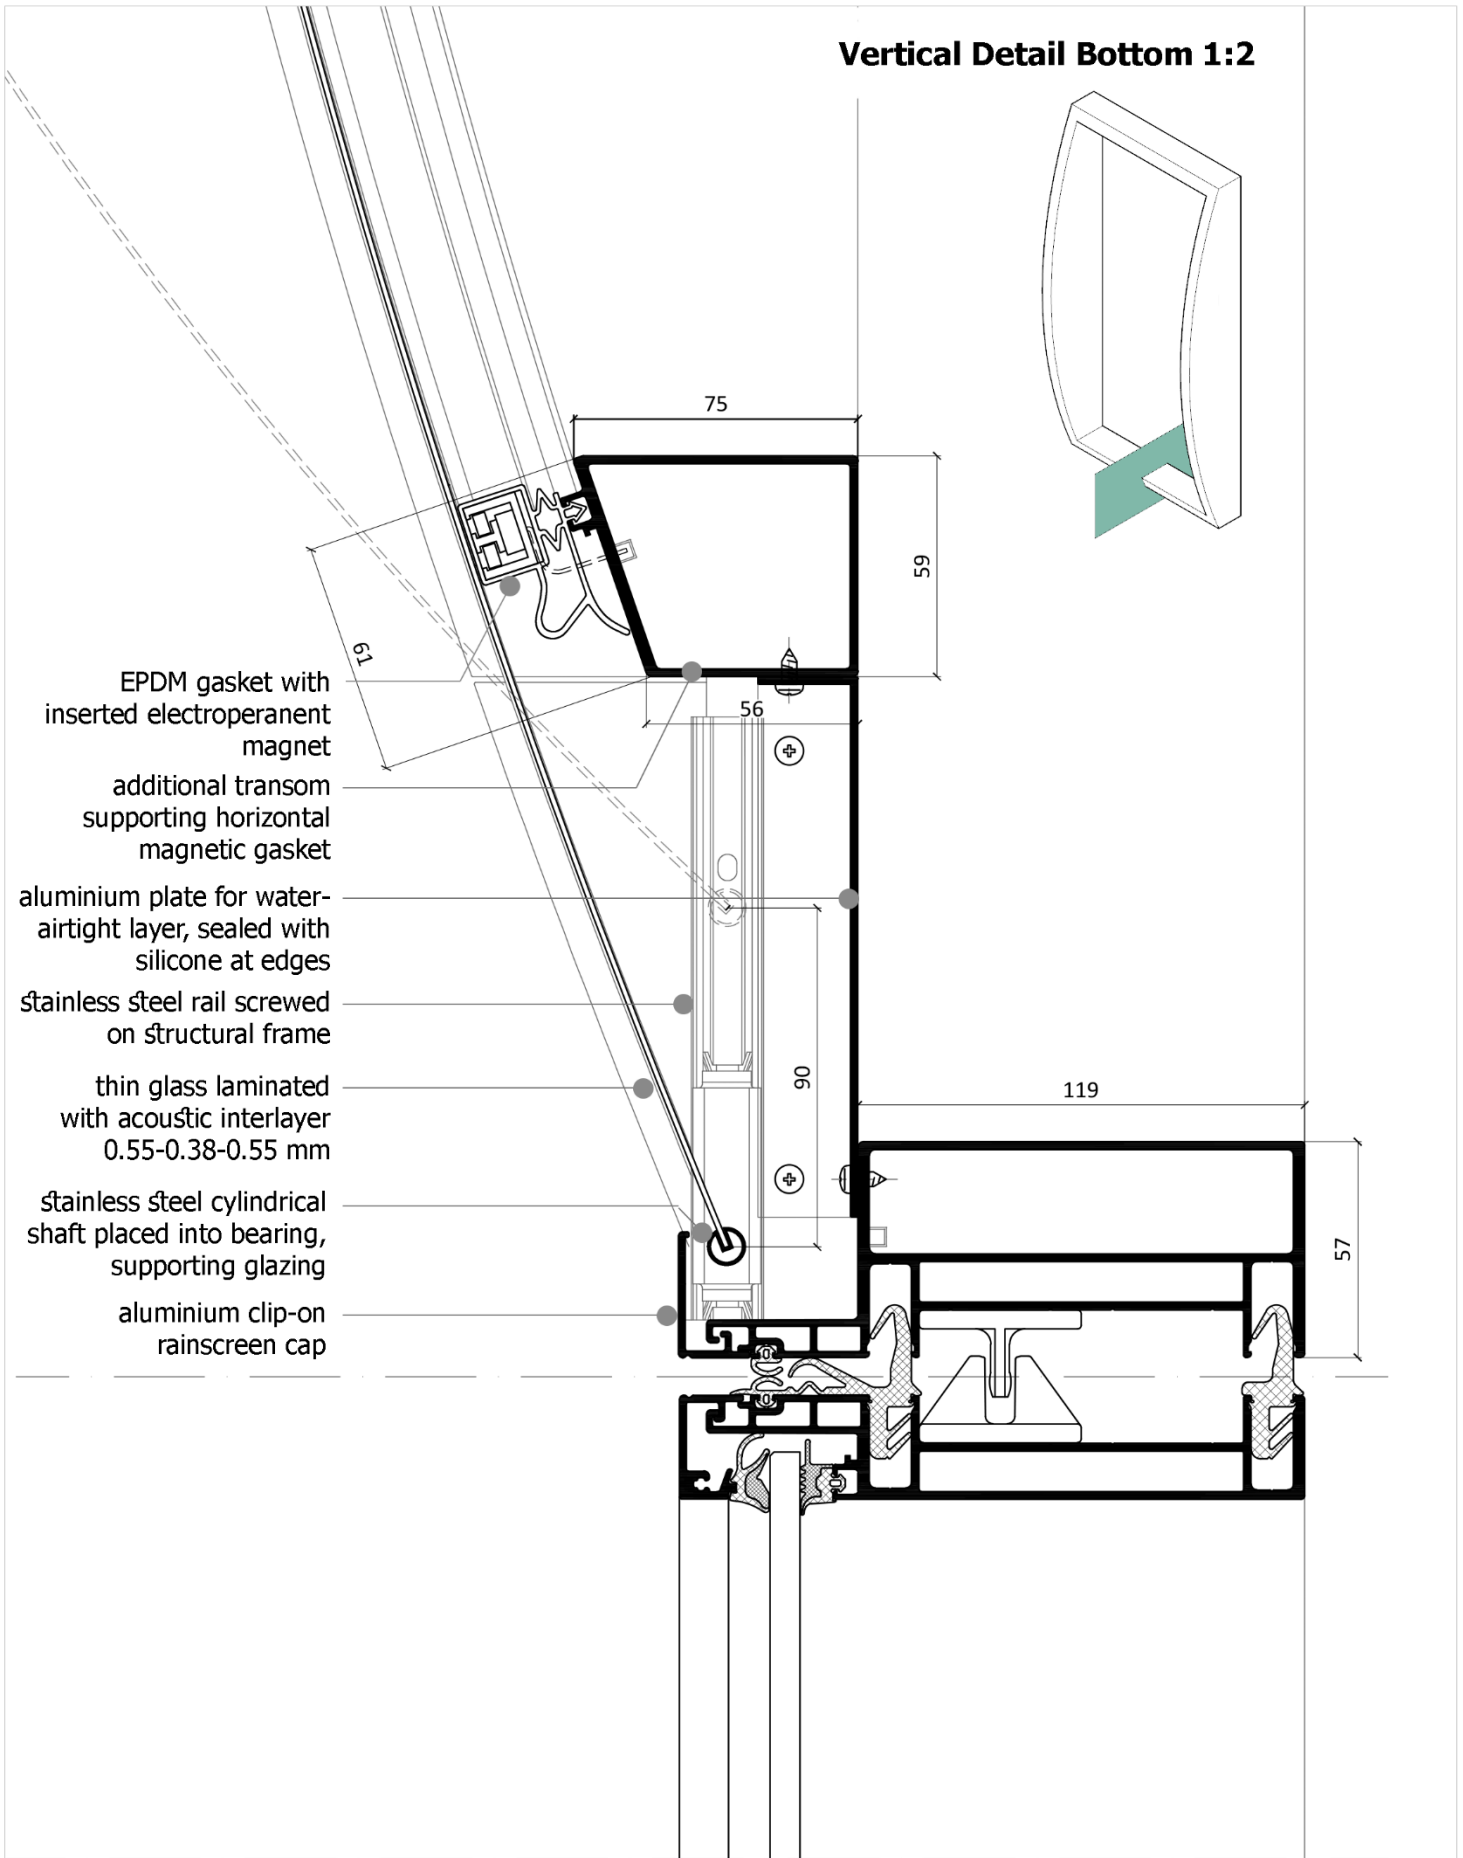 Vertical Detail Bottom 1:2
75
59
61
EPDM gasket with
inserted electroperanent
magnet
56
additional transom
supporting horizontal
magnetic gasket
aluminium plate for water-
airtight layer, sealed with
silicone at edges
stainless steel rail screwed
on structural frame
90
119
thin glass laminated
with acoustic interlayer
0.55-0.38-0.55 mm
57
stainless steel cylindrical
shaft placed into bearing,
supporting glazing
aluminium clip-on
rainscreen cap